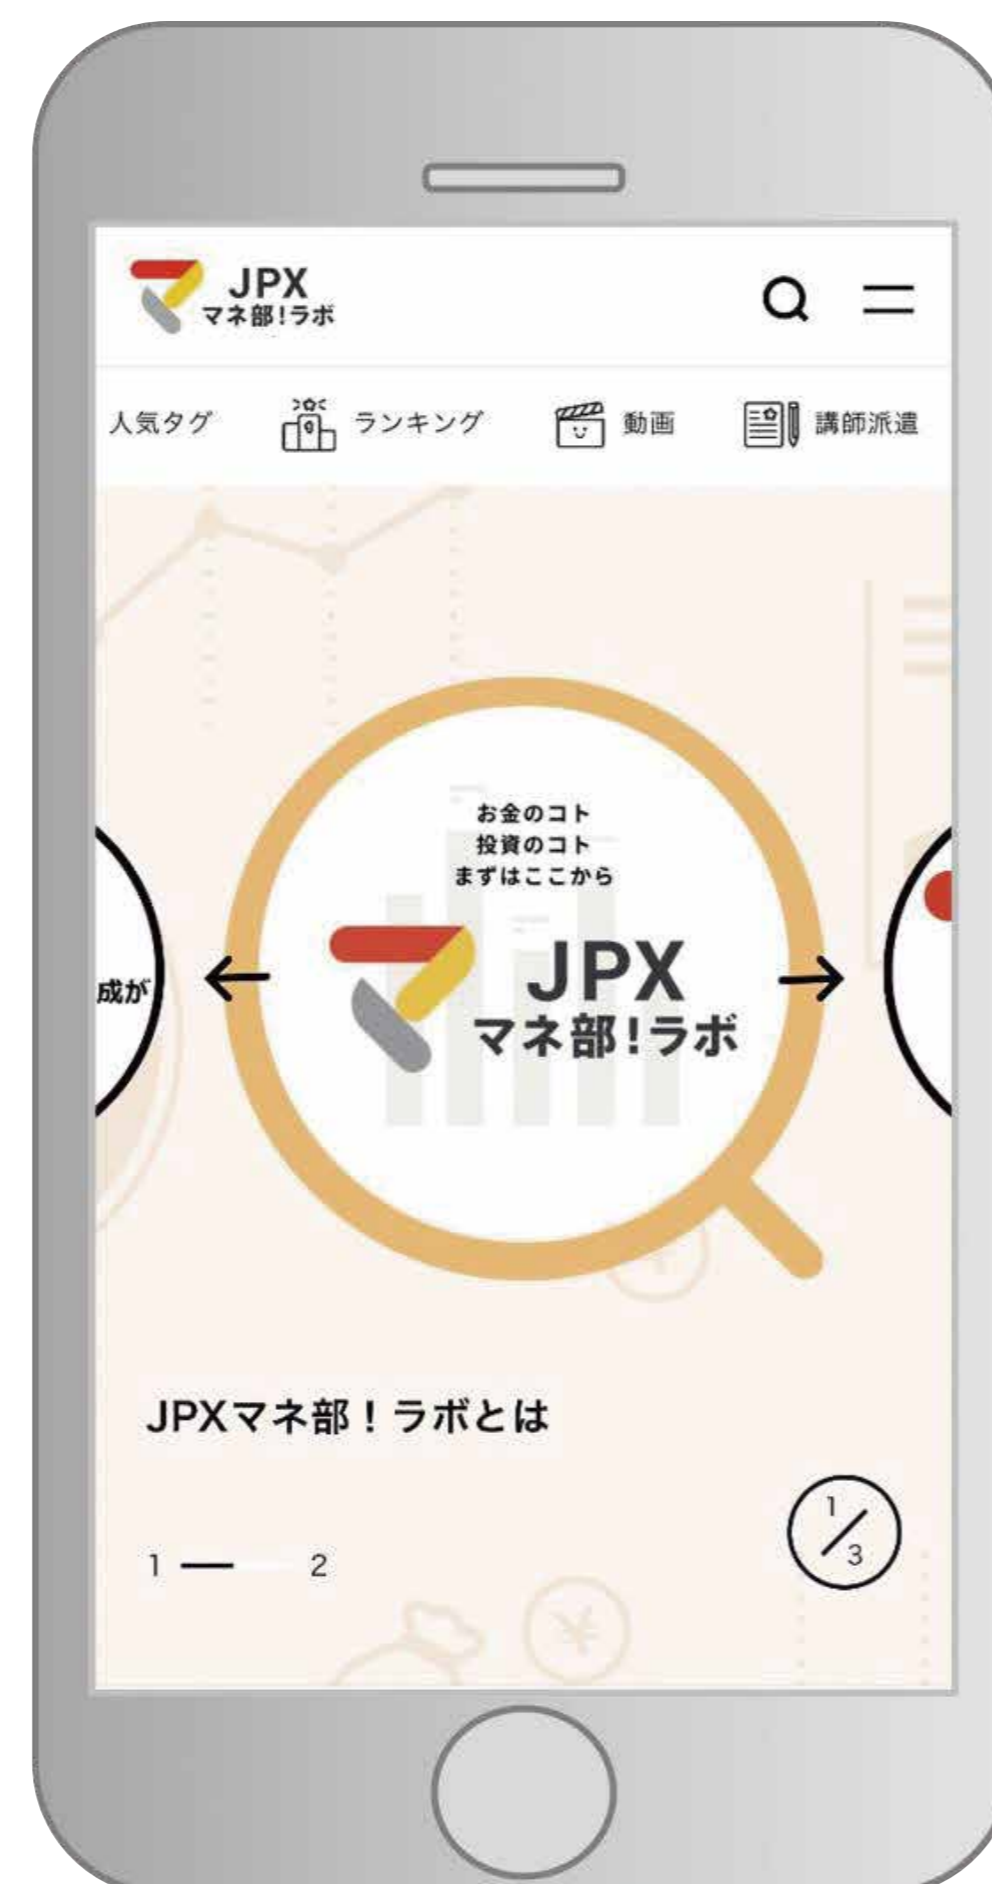 JPX
マネ部!ラボ
人気タグ
ランキング
動画
講師派遣
お金のコト
投資のコト
まずはここから
成が
JPX
マネ部!ラボ
JPXマネ部!ラボとは
1
3
1
2
¥